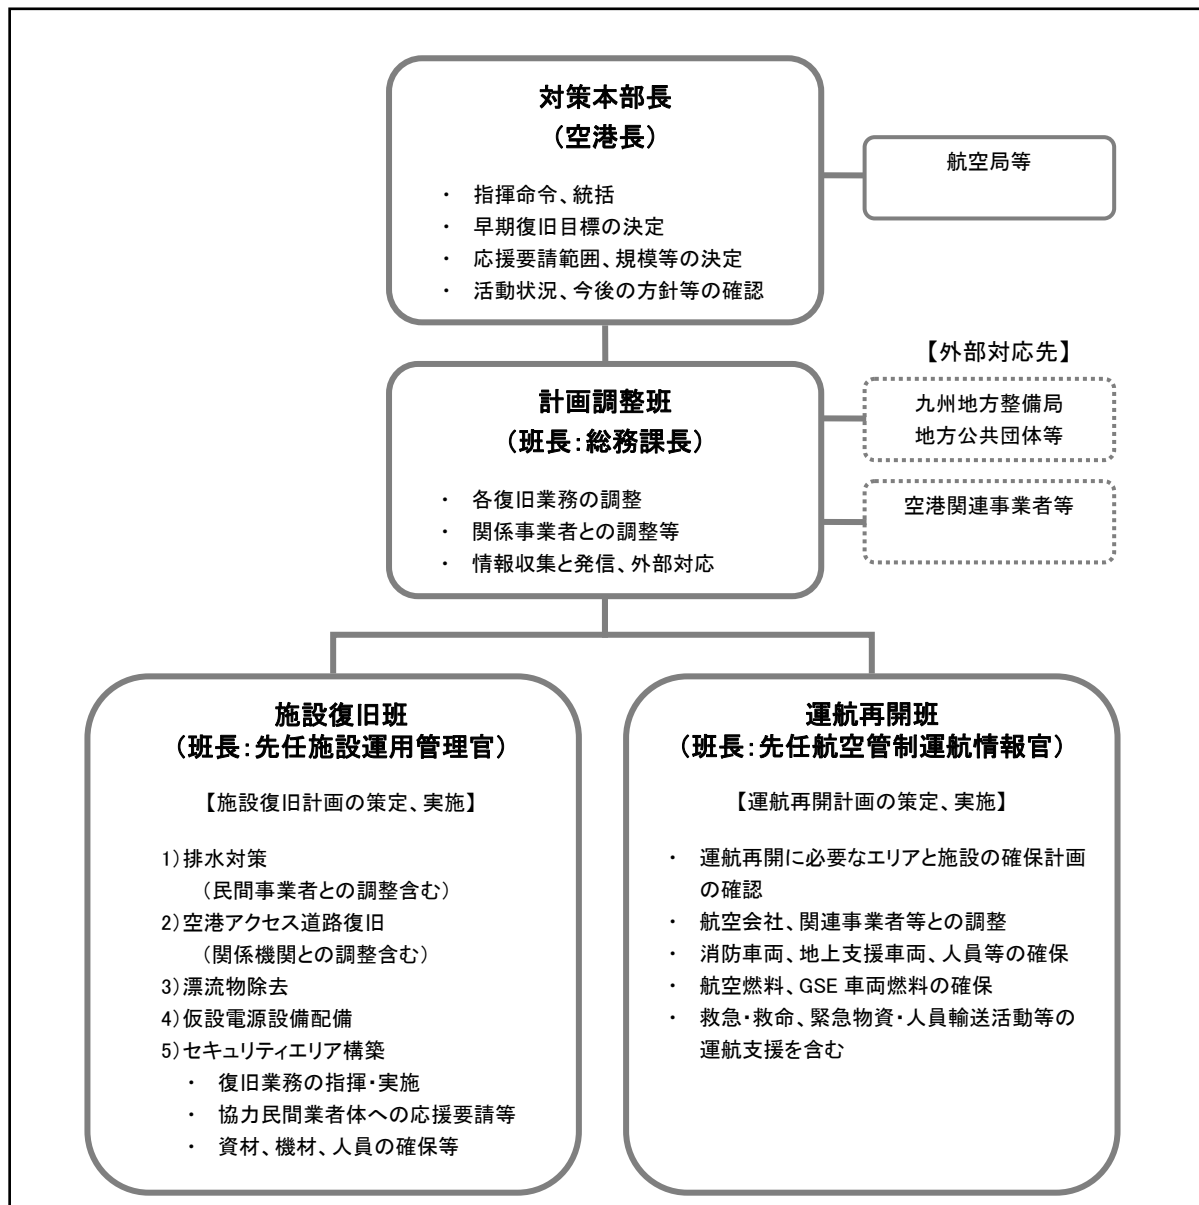 対策本部長
（空港長）
・ 指揮命令、統括
・ 早期復旧目標の決定
・ 応援要請範囲、規模等の決定
・ 活動状況、今後の方針等の確認
航空局等
計画調整班
（班長：総務課長）
・ 各復旧業務の調整
・ 関係事業者との調整等
・ 情報収集と発信、外部対応
【外部対応先】
九州地方整備局
地方公共団体等
空港関連事業者等
施設復旧班
（班長：先任施設運用管理官）
【施設復旧計画の策定、実施】
1）排水対策
（民間事業者との調整含む）
2）空港アクセス道路復旧
（関係機関との調整含む）
3）漂流物除去
4）仮設電源設備配備
5）セキュリティエリア構築
・ 復旧業務の指揮・実施
・ 協力民間業者体への応援要請等
・ 資材、機材、人員の確保等
運航再開班
（班長：先任航空管制運航情報官）
【運航再開計画の策定、実施】
・ 運航再開に必要なエリアと施設の確保計画
の確認
・ 航空会社、関連事業者等との調整
・ 消防車両、地上支援車両、人員等の確保
・ 航空燃料、GSE 車両燃料の確保
・ 救急・救命、緊急物資・人員輸送活動等の
運航支援を含む